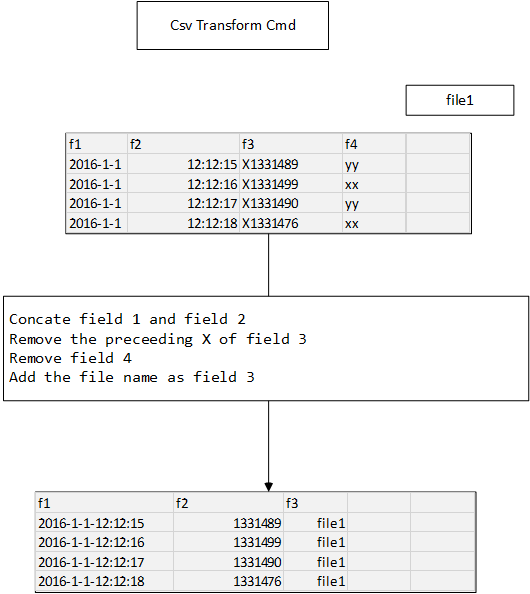 Csv Transform Cmd
file1
f1 f2 f3 f4
2016-1-1 12:12:15 X1331489 yy
2016-1-1 12:12:16 X1331499 xx
2016-1-1 12:12:17 X1331490 yy
2016-1-1 12:12:18 X1331476 xx
Concate field 1 and field 2
Remove the preceeding X of field 3
Remove field 4
Add the file name as field 3
f1 f2 f3
2016-1-1-12:12:15 1331489 file1
2016-1-1-12:12:16 1331499 file1
2016-1-1-12:12:17 1331490 file1
2016-1-1-12:12:18 1331476 file1